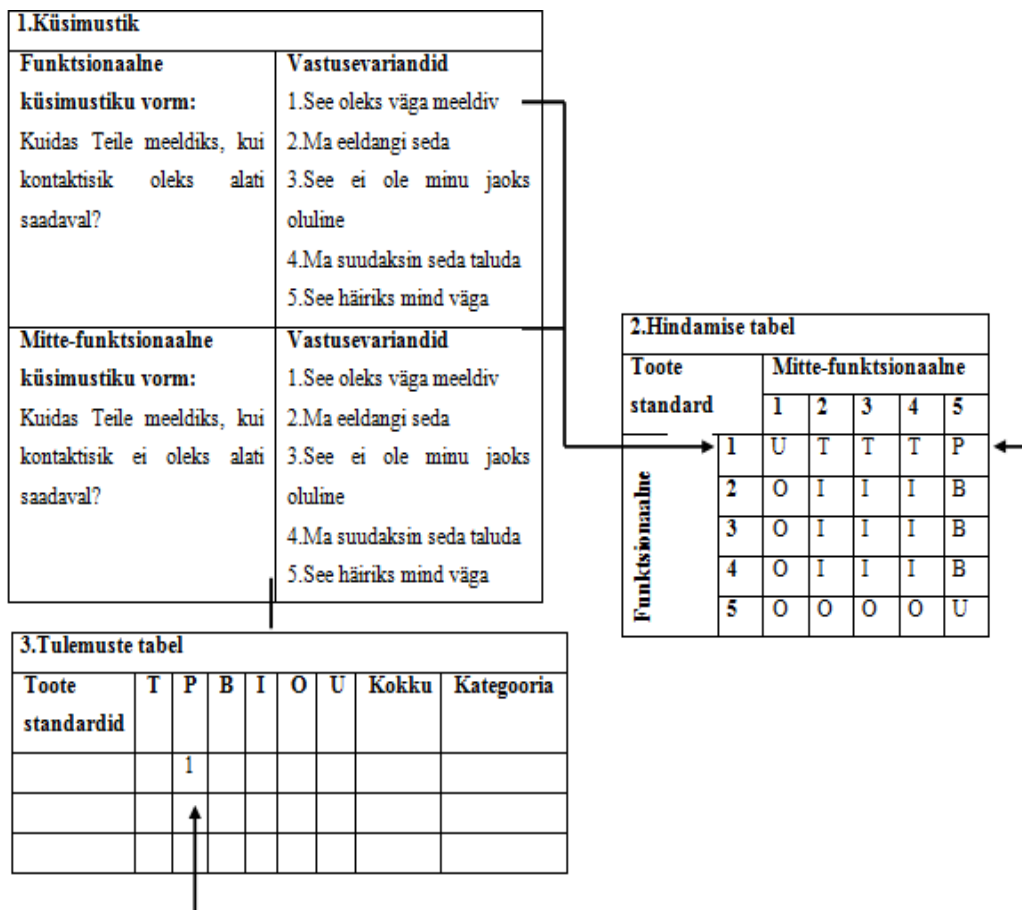 1.Küsimustik
Funktsionaalne
küsimustiku vorm:
Kuidas Teile meeldiks, kui
kontaktisik oleks alati
saadaval?
Vastusevariandid
1.See oleks väga meeldiv
2.Ma eeldangi seda
3.See ei ole minu jaoks
oluline
4.Ma suudaksin seda taluda
5.See häiriks mind väga
Mitte-funktsionaalne
küsimustiku vorm:
Kuidas Teile meeldiks, kui
kontaktisik ei oleks alati
saadaval?
Vastusevariandid
1.See oleks väga meeldiv
2.Ma eeldangi seda
3.See ei ole minu jaoks
oluline
4.Ma suudaksin seda taluda
5.See häiriks mind väga
2.Hindamise tabel
Toote
standard
Mitte-funktsionaalne
1 2 3 4 5
Funktsionaalne
1 U T T T P
2 O I I I B
3 O I I I B
4 O I I I B
5 O O O O U
3.Tulemuste tabel
Toote
standardid
T P B I O U Kokku Kategooria
1